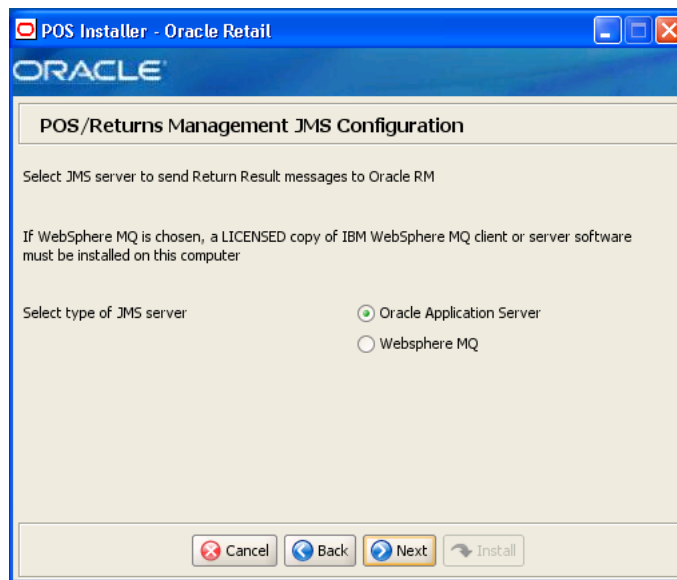 POS Installer - Oracle Retail
ORACLE
POS/Returns Management JMS Configuration
Select JMS server to send Return Result messages to Oracle RM
If WebSphere MQ is chosen, a LICENSED copy of IBM WebSphere MQ client or server software
must be installed on this computer
Select type of JMS server
Oracle Application Server
Websphere MQ
Cancel
Back
Next
Install